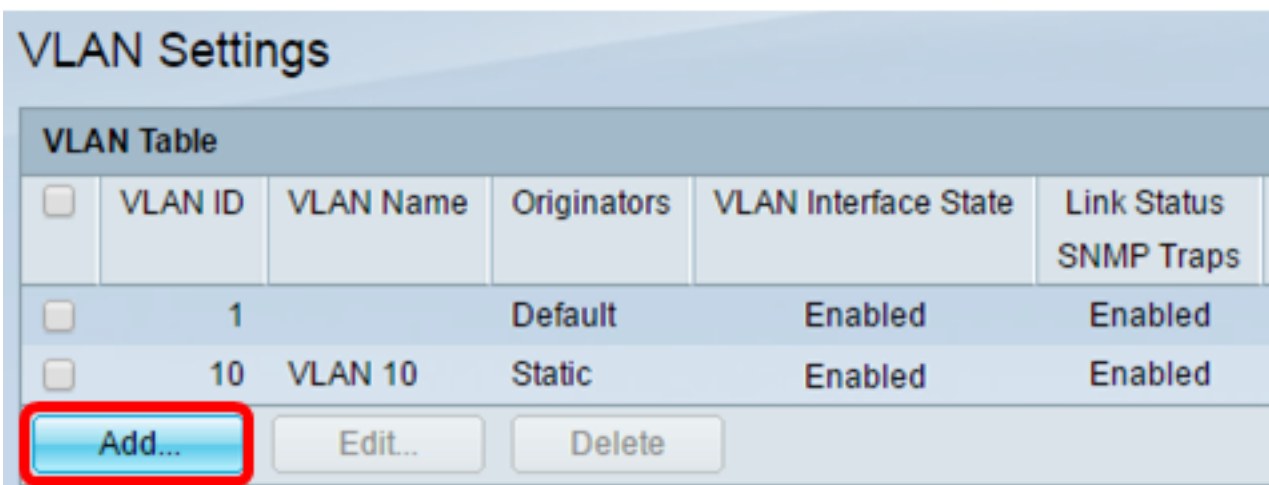 VLAN Settings
VLAN Table
VLAN ID VLAN Name Originators VLAN Interface State Link Status
SNMP Traps
1 Default Enabled Enabled
10 VLAN 10 Static Enabled Enabled
Add... Edit... Delete